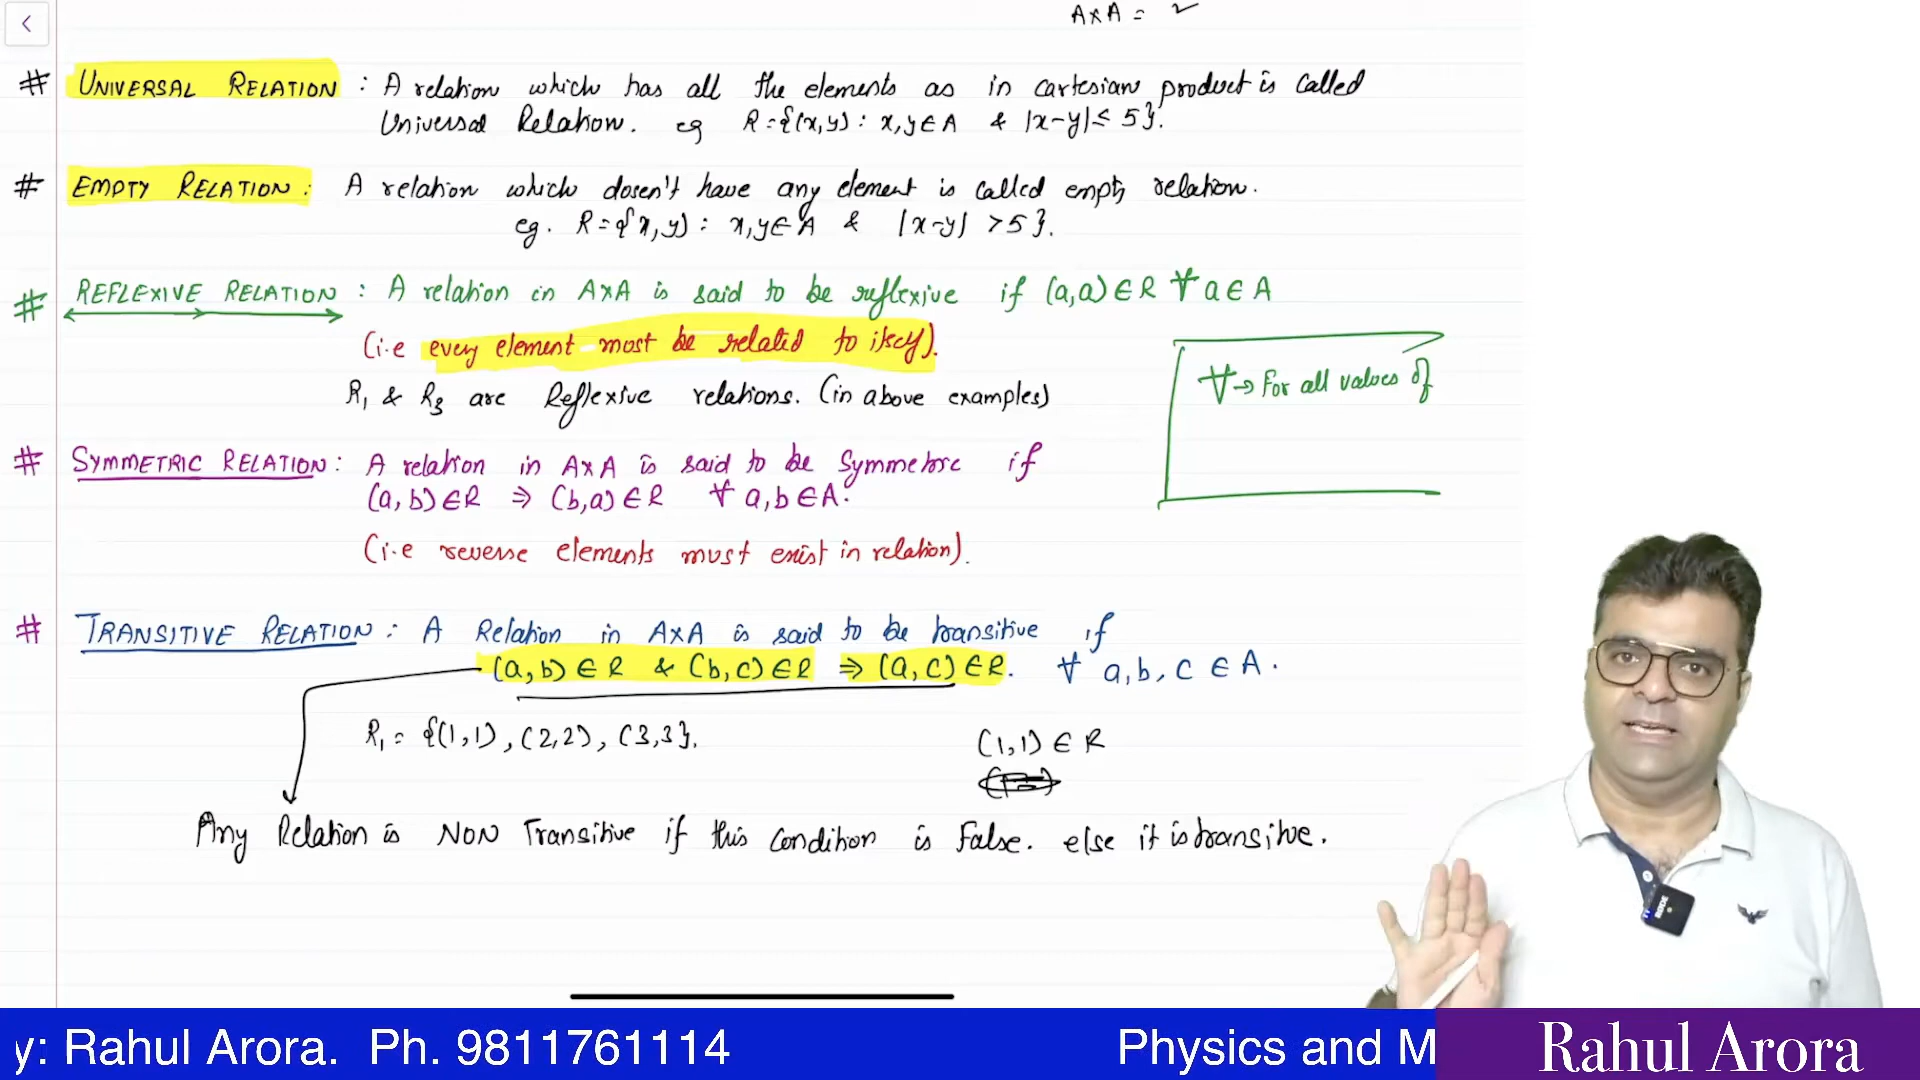 A×A =
# UNIVERSAL RELATION : A relation which has all the elements as in cartesian product is called
Universal Relation. eg R={(x,y) : x,y∈A & |x-y|≤ 5}.
# EMPTY RELATION : A relation which dosen't have any element is called empty relation.
eg. R={x,y) : x,y∈A & |x-y| >5}.
# REFLEXIVE RELATION : A relation in A×A is said to be reflexive if (a,a)∈R ∀ a∈A
(i.e every element must be related to itself).
R₁ & R₃ are Reflexive relations. (in above examples)
∀→ For all values of
# SYMMETRIC RELATION : A relation in A×A is said to be Symmetric if
(a,b)∈R ⇒ (b,a)∈R ∀ a,b∈A.
(i.e reverse elements must exist in relation).
# TRANSITIVE RELATION : A Relation in A×A is said to be transitive if
(a,b)∈R & (b,c)∈R ⇒ (a,c)∈R. ∀ a,b,c ∈A.
R₁= {(1,1),(2,2),(3,3}.
(1,1)∈R
Any Relation is NON Transitive if this Condition is False. else it is transitive.
RODE
y: Rahul Arora. Ph. 9811761114 Physics and M
Rahul Arora